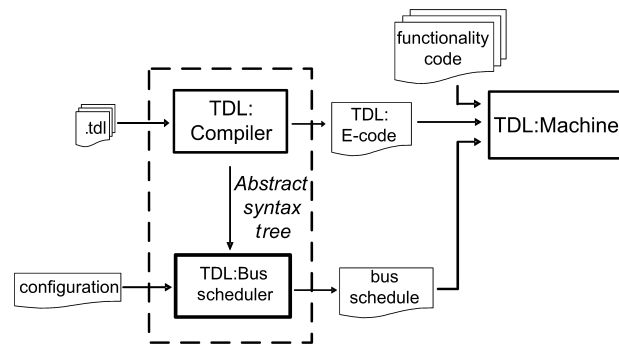 functionality
code
.tdl
TDL:
Compiler
TDL:
E-code
TDL:Machine
Abstract
syntax
tree
configuration
TDL:Bus
scheduler
bus
schedule